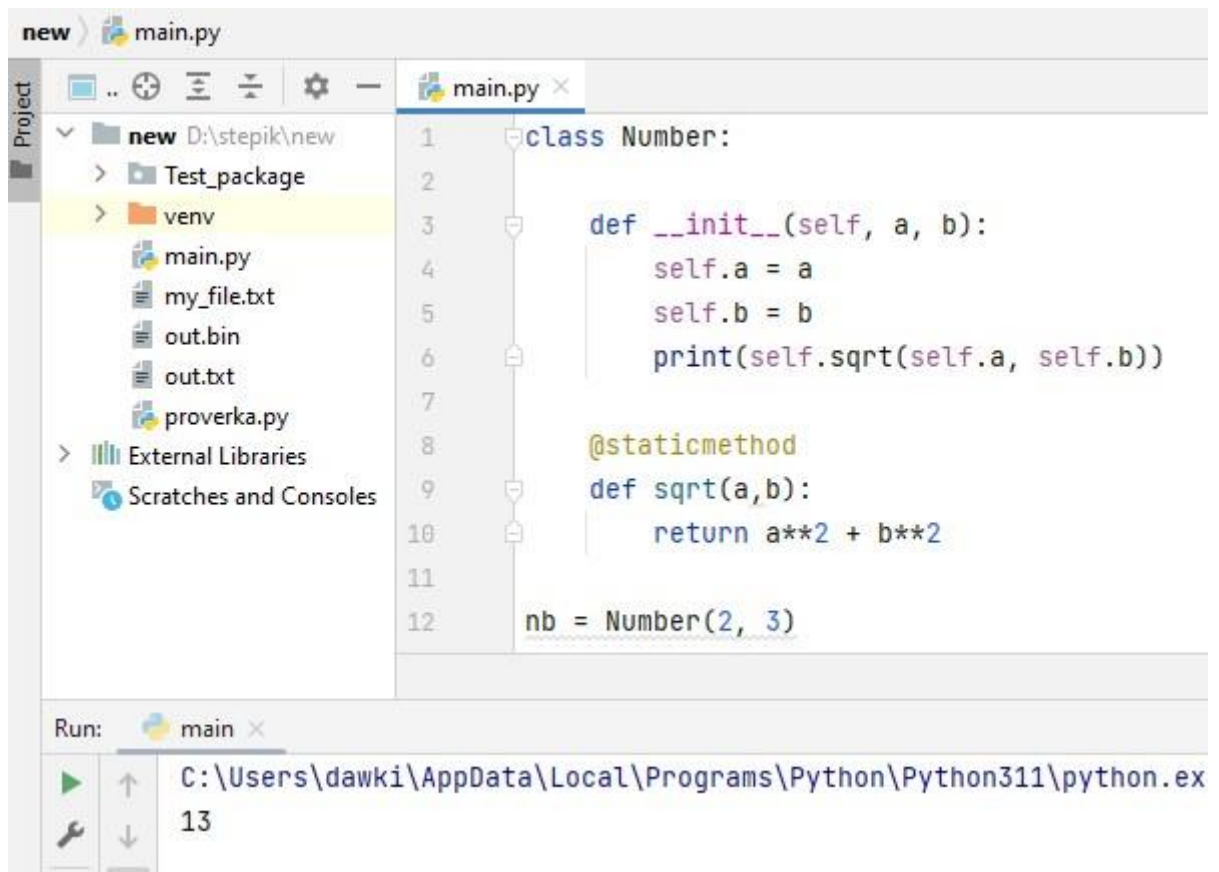 new main.py
Project
..
main.py
new D:\stepik\new
Test_package
venv
main.py
my_file.txt
out.bin
out.txt
proverka.py
External Libraries
Scratches and Consoles
1 class Number:
2
3     def __init__(self, a, b):
4         self.a = a
5         self.b = b
6         print(self.sqrt(self.a, self.b))
7
8     @staticmethod
9     def sqrt(a,b):
10         return a**2 + b**2
11
12 nb = Number(2, 3)
Run: main
C:\Users\dawki\AppData\Local\Programs\Python\Python311\python.ex
13